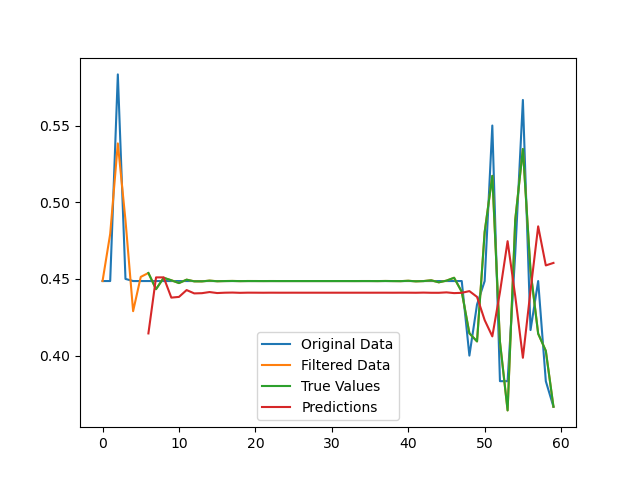 0.55
0.50
0.45
0.40
Original Data
Filtered Data
True Values
Predictions
0 10 20 30 40 50 60